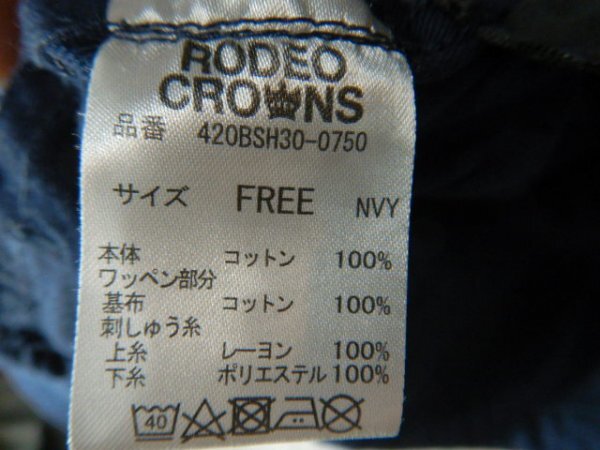 RODEO
CROWNS
品番 420BSH30-0750
サイズ FREE NVY
本体 コットン 100%
ワッペン部分
基布 コットン 100%
刺しゅう糸
上糸 レーヨン 100%
下糸 ポリエステル 100%
40